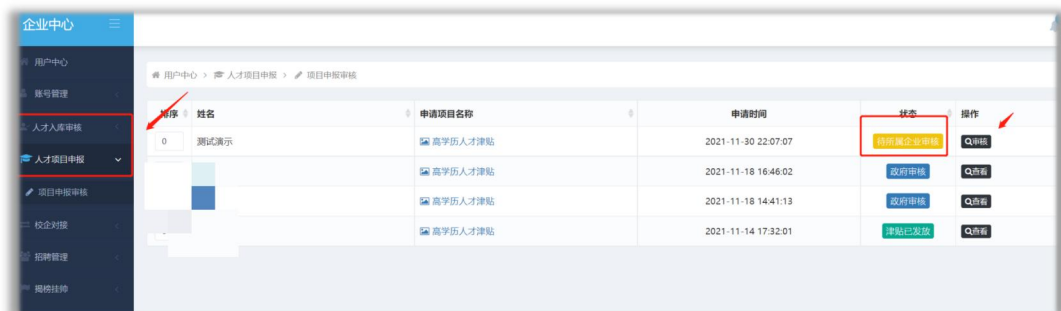 企业中心
用户中心
账号管理
人才入库审核
人才项目申报
项目申报审核
校企对接
招聘管理
揭榜挂帅
用户中心 > 人才项目申报 > 项目申报审核
排序 姓名 申请项目名称 申请时间 状态 操作
0 测试演示 高学历人才津贴 2021-11-30 22:07:07 待所属企业审核 审核
高学历人才津贴 2021-11-18 16:46:02 政府审核 查看
高学历人才津贴 2021-11-18 14:41:13 政府审核 查看
高学历人才津贴 2021-11-14 17:32:01 津贴已发放 查看